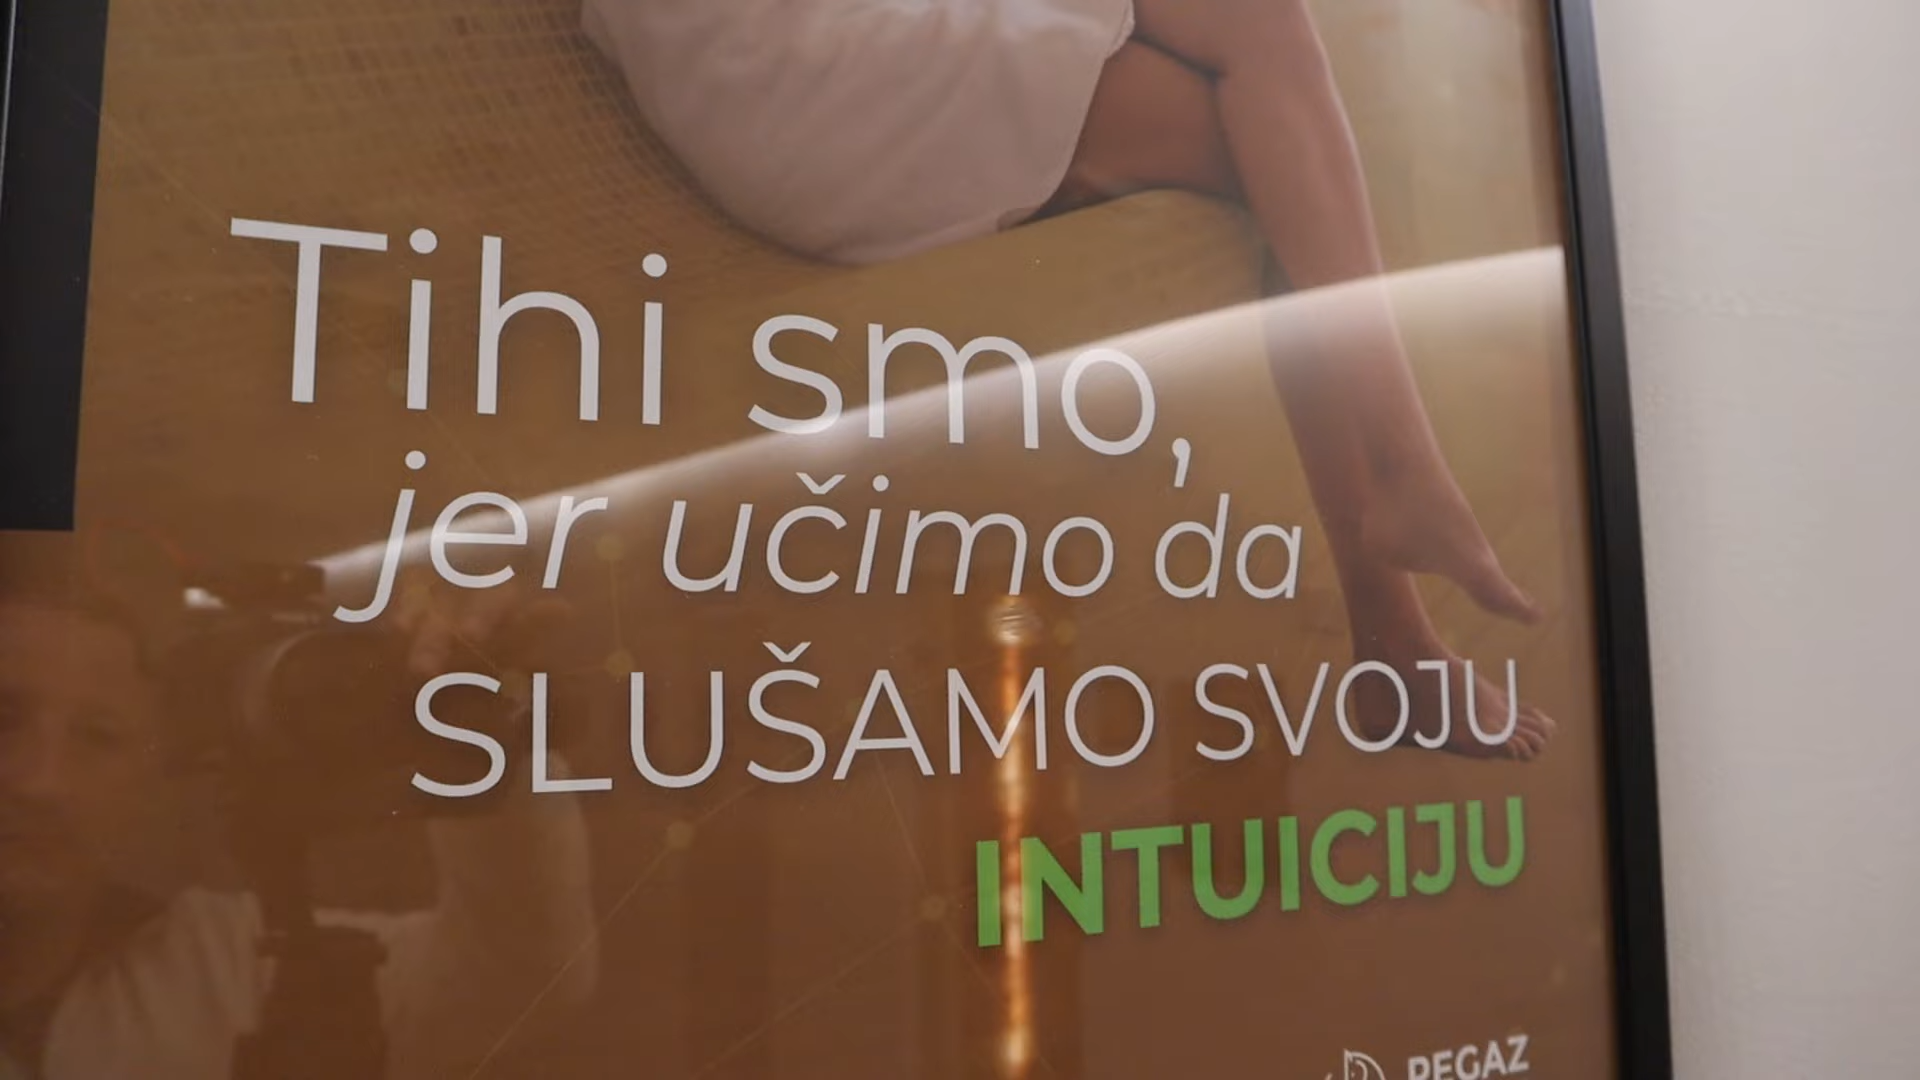 Tihi smo,
jer učimo da
SLUŠAMO SVOJU
INTUICIJU
PEGAZ